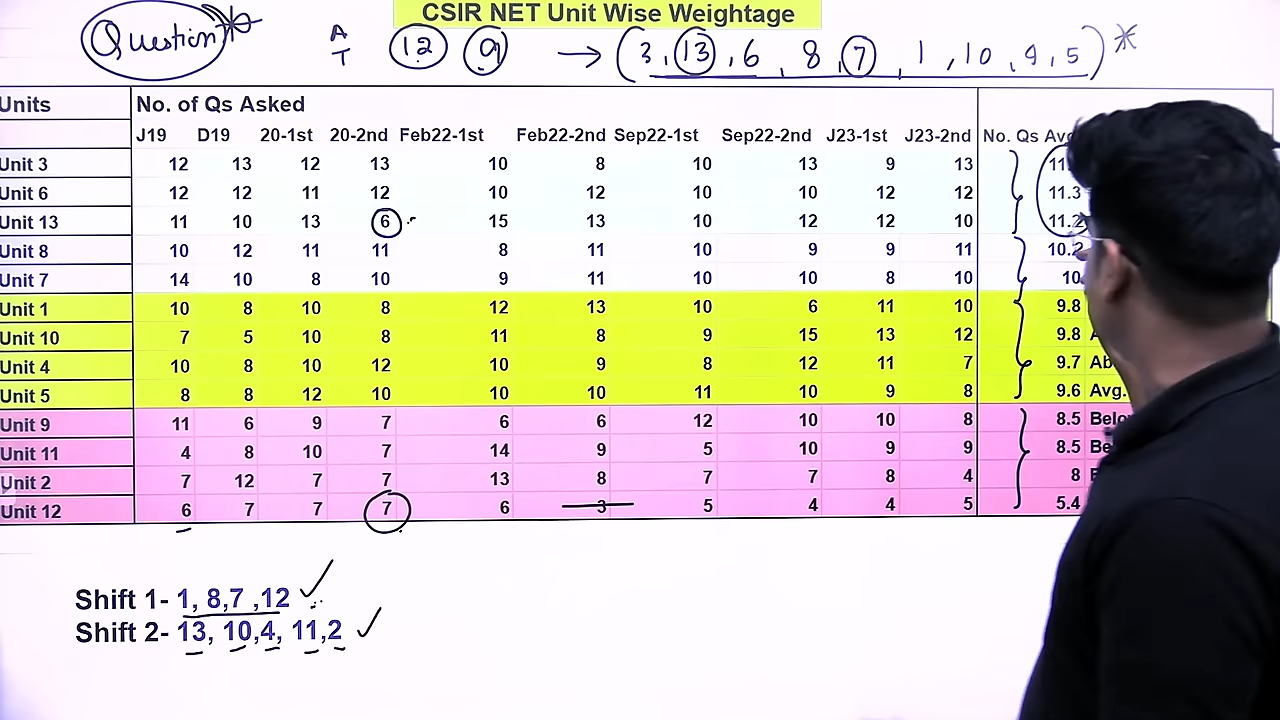 CSIR NET Unit Wise Weightage
Question
A
T
12 9 → (3, 13, 6, 8, 7, 1, 10, 4, 5)
Units No. of Qs Asked
J19 D19 20-1st 20-2nd Feb22-1st Feb22-2nd Sep22-1st Sep22-2nd J23-1st J23-2nd No. Qs
Unit 3 12 13 12 13 10 8 10 13 9 13
Unit 6 12 12 11 12 10 12 10 10 12 12 11.3
Unit 13 11 10 13 6 15 13 10 12 12 10 11.2
Unit 8 10 12 11 11 8 11 10 9 9 11 10.2
Unit 7 14 10 8 10 9 11 10 10 8 10 10
Unit 1 10 8 10 8 12 13 10 6 11 10 9.8
Unit 10 7 5 10 8 11 8 9 15 13 12 9.8
Unit 4 10 8 10 12 10 9 8 12 11 7 9.7
Unit 5 8 8 12 10 10 10 11 10 9 8 9.6 Avg.
Unit 9 11 6 9 7 6 6 12 10 10 8 8.5
Unit 11 4 8 10 7 14 9 5 10 9 9 8.5
Unit 2 7 12 7 7 13 8 7 7 8 4 8
Unit 12 6 7 7 7 6 3 5 4 4 5 5.4
Shift 1- 1, 8,7 ,12
Shift 2- 13, 10,4, 11,2